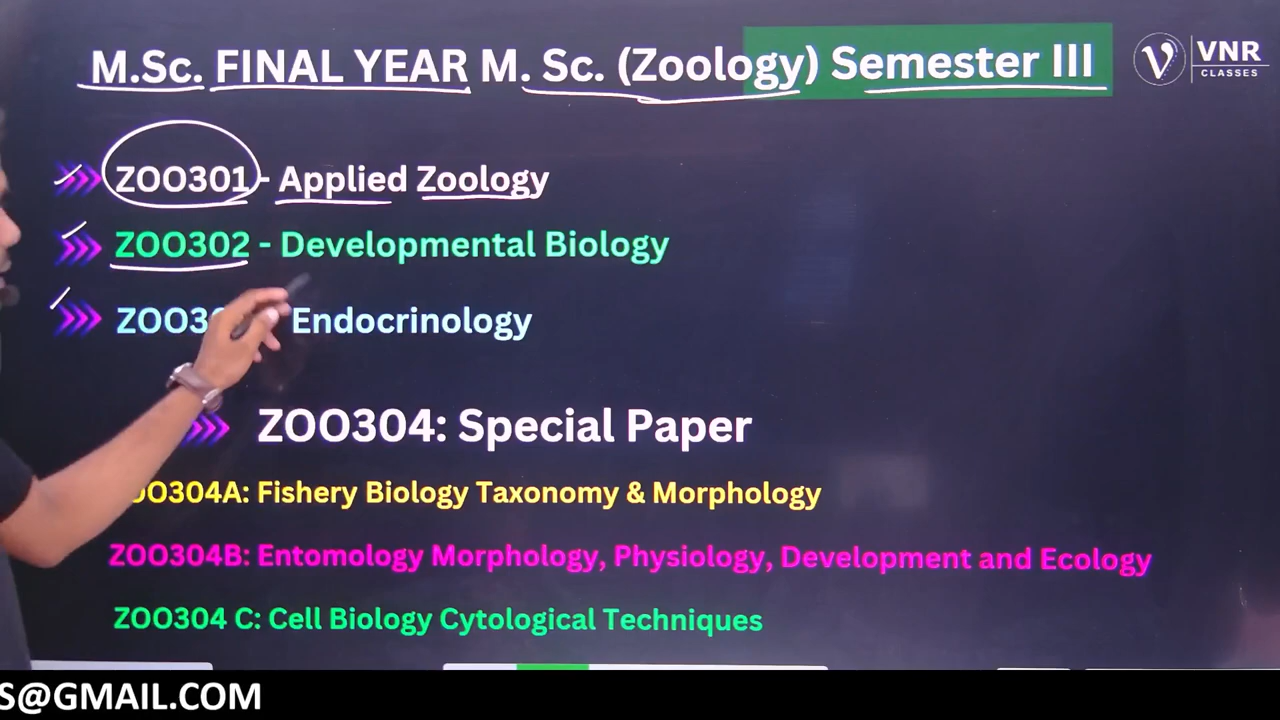 M.Sc. FINAL YEAR M. Sc. (Zoology) Semester III
VNR
CLASSES
ZOO301 - Applied Zoology
ZOO302 - Developmental Biology
Endocrinology
ZOO304: Special Paper
ZOO304A: Fishery Biology Taxonomy & Morphology
ZOO304B: Entomology Morphology, Physiology, Development and Ecology
ZOO304 C: Cell Biology Cytological Techniques
S@GMAIL.COM